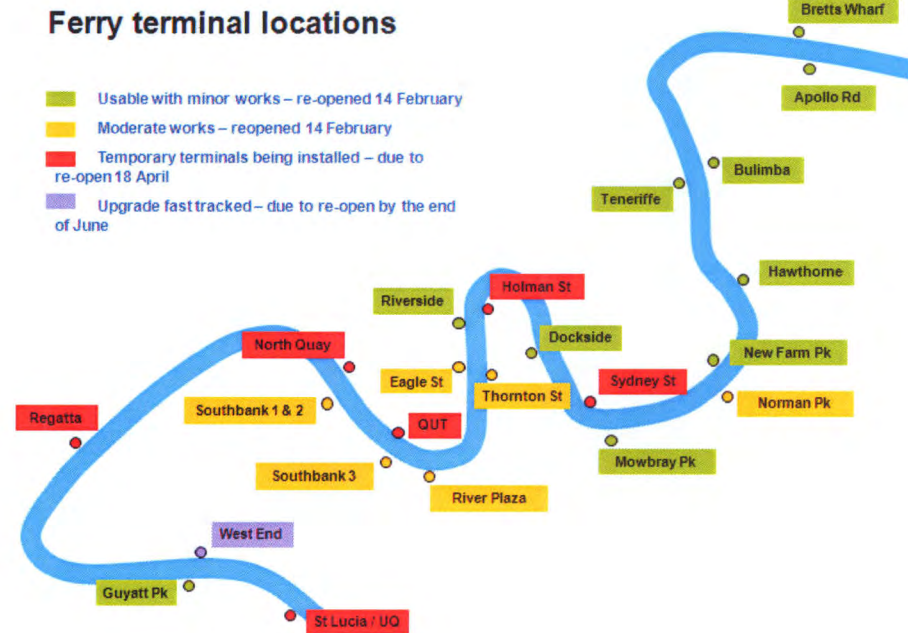 Ferry terminal locations
Usable with minor works – re-opened 14 February
Moderate works – reopened 14 February
Temporary terminals being installed – due to
re-open 18 April
Upgrade fast tracked – due to re-open by the end
of June
Bretts Wharf
Apollo Rd
Bulimba
Teneriffe
Hawthorne
Holman St
Riverside
Dockside
North Quay
New Farm Pk
Eagle St
Sydney St
Thornton St
Norman Pk
Southbank 1 & 2
Regatta
QUT
Mowbray Pk
Southbank 3
River Plaza
West End
Guyatt Pk
St Lucia / UQ